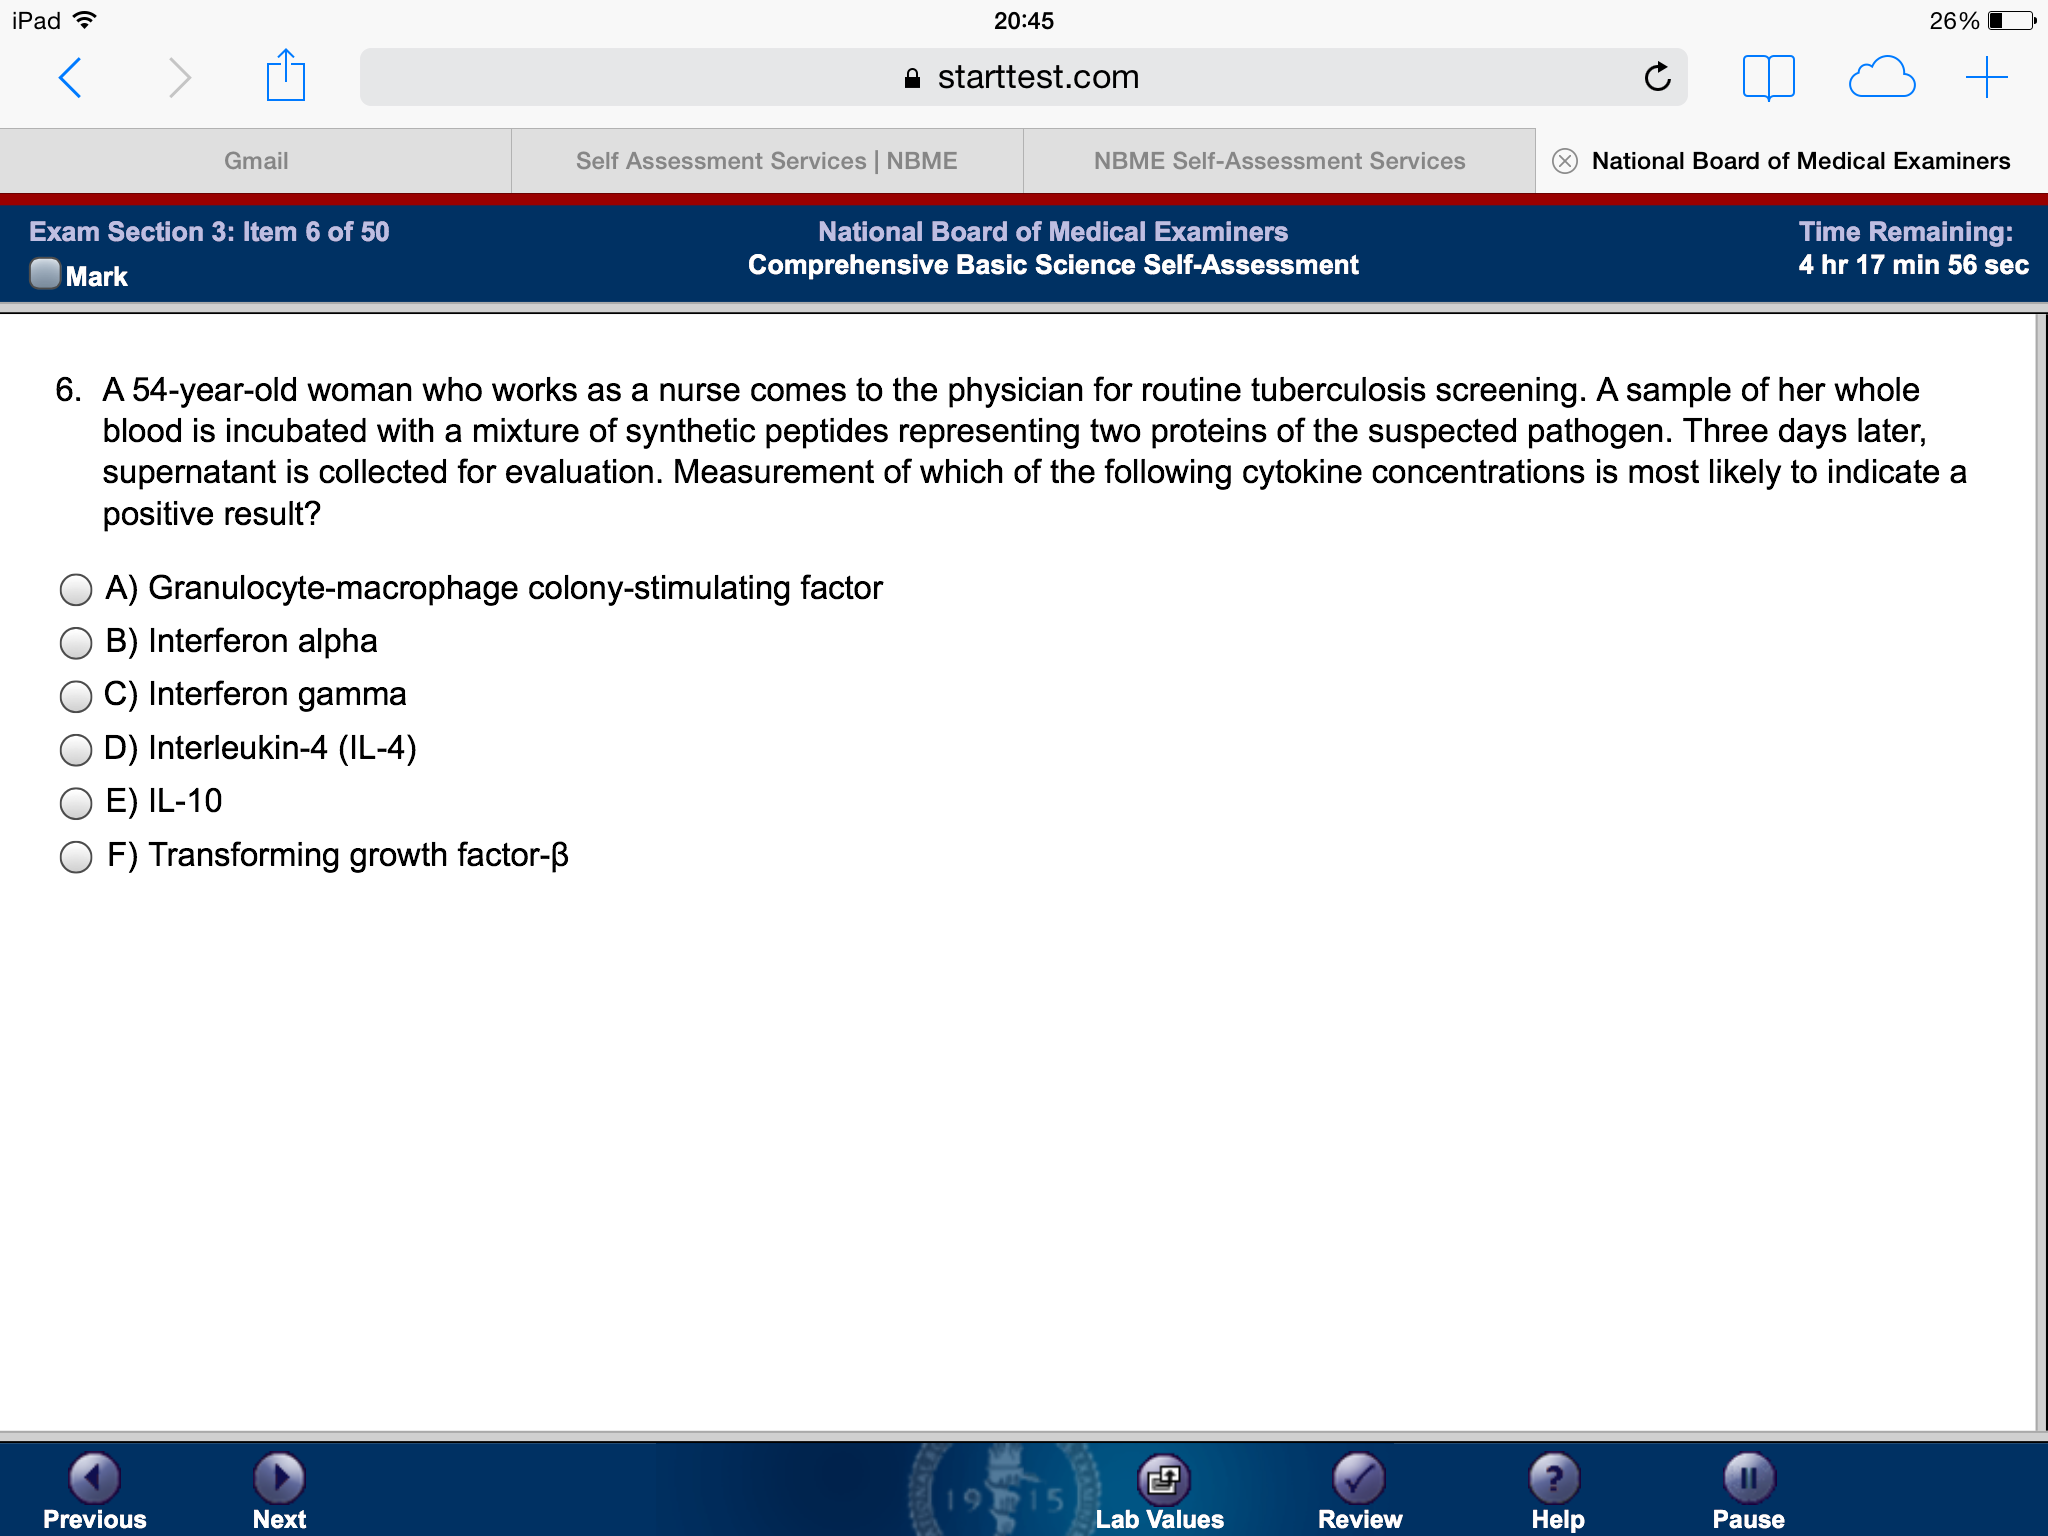 iPad 20:45 26%
starttest.com
Gmail Self Assessment Services | NBME NBME Self-Assessment Services National Board of Medical Examiners
Exam Section 3: Item 6 of 50 National Board of Medical Examiners Time Remaining:
Mark Comprehensive Basic Science Self-Assessment 4 hr 17 min 56 sec
6. A 54-year-old woman who works as a nurse comes to the physician for routine tuberculosis screening. A sample of her whole
blood is incubated with a mixture of synthetic peptides representing two proteins of the suspected pathogen. Three days later,
supernatant is collected for evaluation. Measurement of which of the following cytokine concentrations is most likely to indicate a
positive result?
A) Granulocyte-macrophage colony-stimulating factor
B) Interferon alpha
C) Interferon gamma
D) Interleukin-4 (IL-4)
E) IL-10
F) Transforming growth factor-β
1915
Previous Next Lab Values Review Help Pause